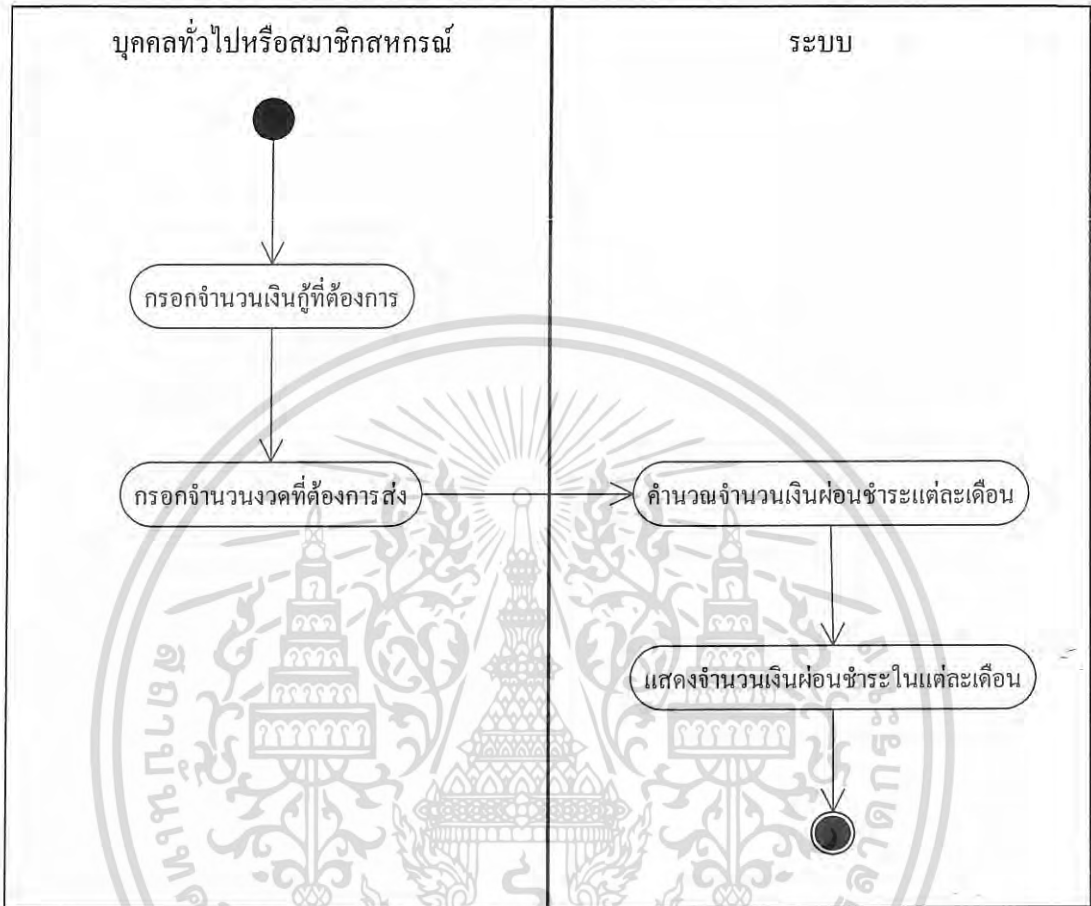 บุคคลทั่วไปหรือสมาชิกสหกรณ์
ระบบ
กรอกจำนวนเงินกู้ที่ต้องการ
กรอกจำนวนงวดที่ต้องการส่ง
คำนวณจำนวนเงินผ่อนชำระแต่ละเดือน
แสดงจำนวนเงินผ่อนชำระในแต่ละเดือน